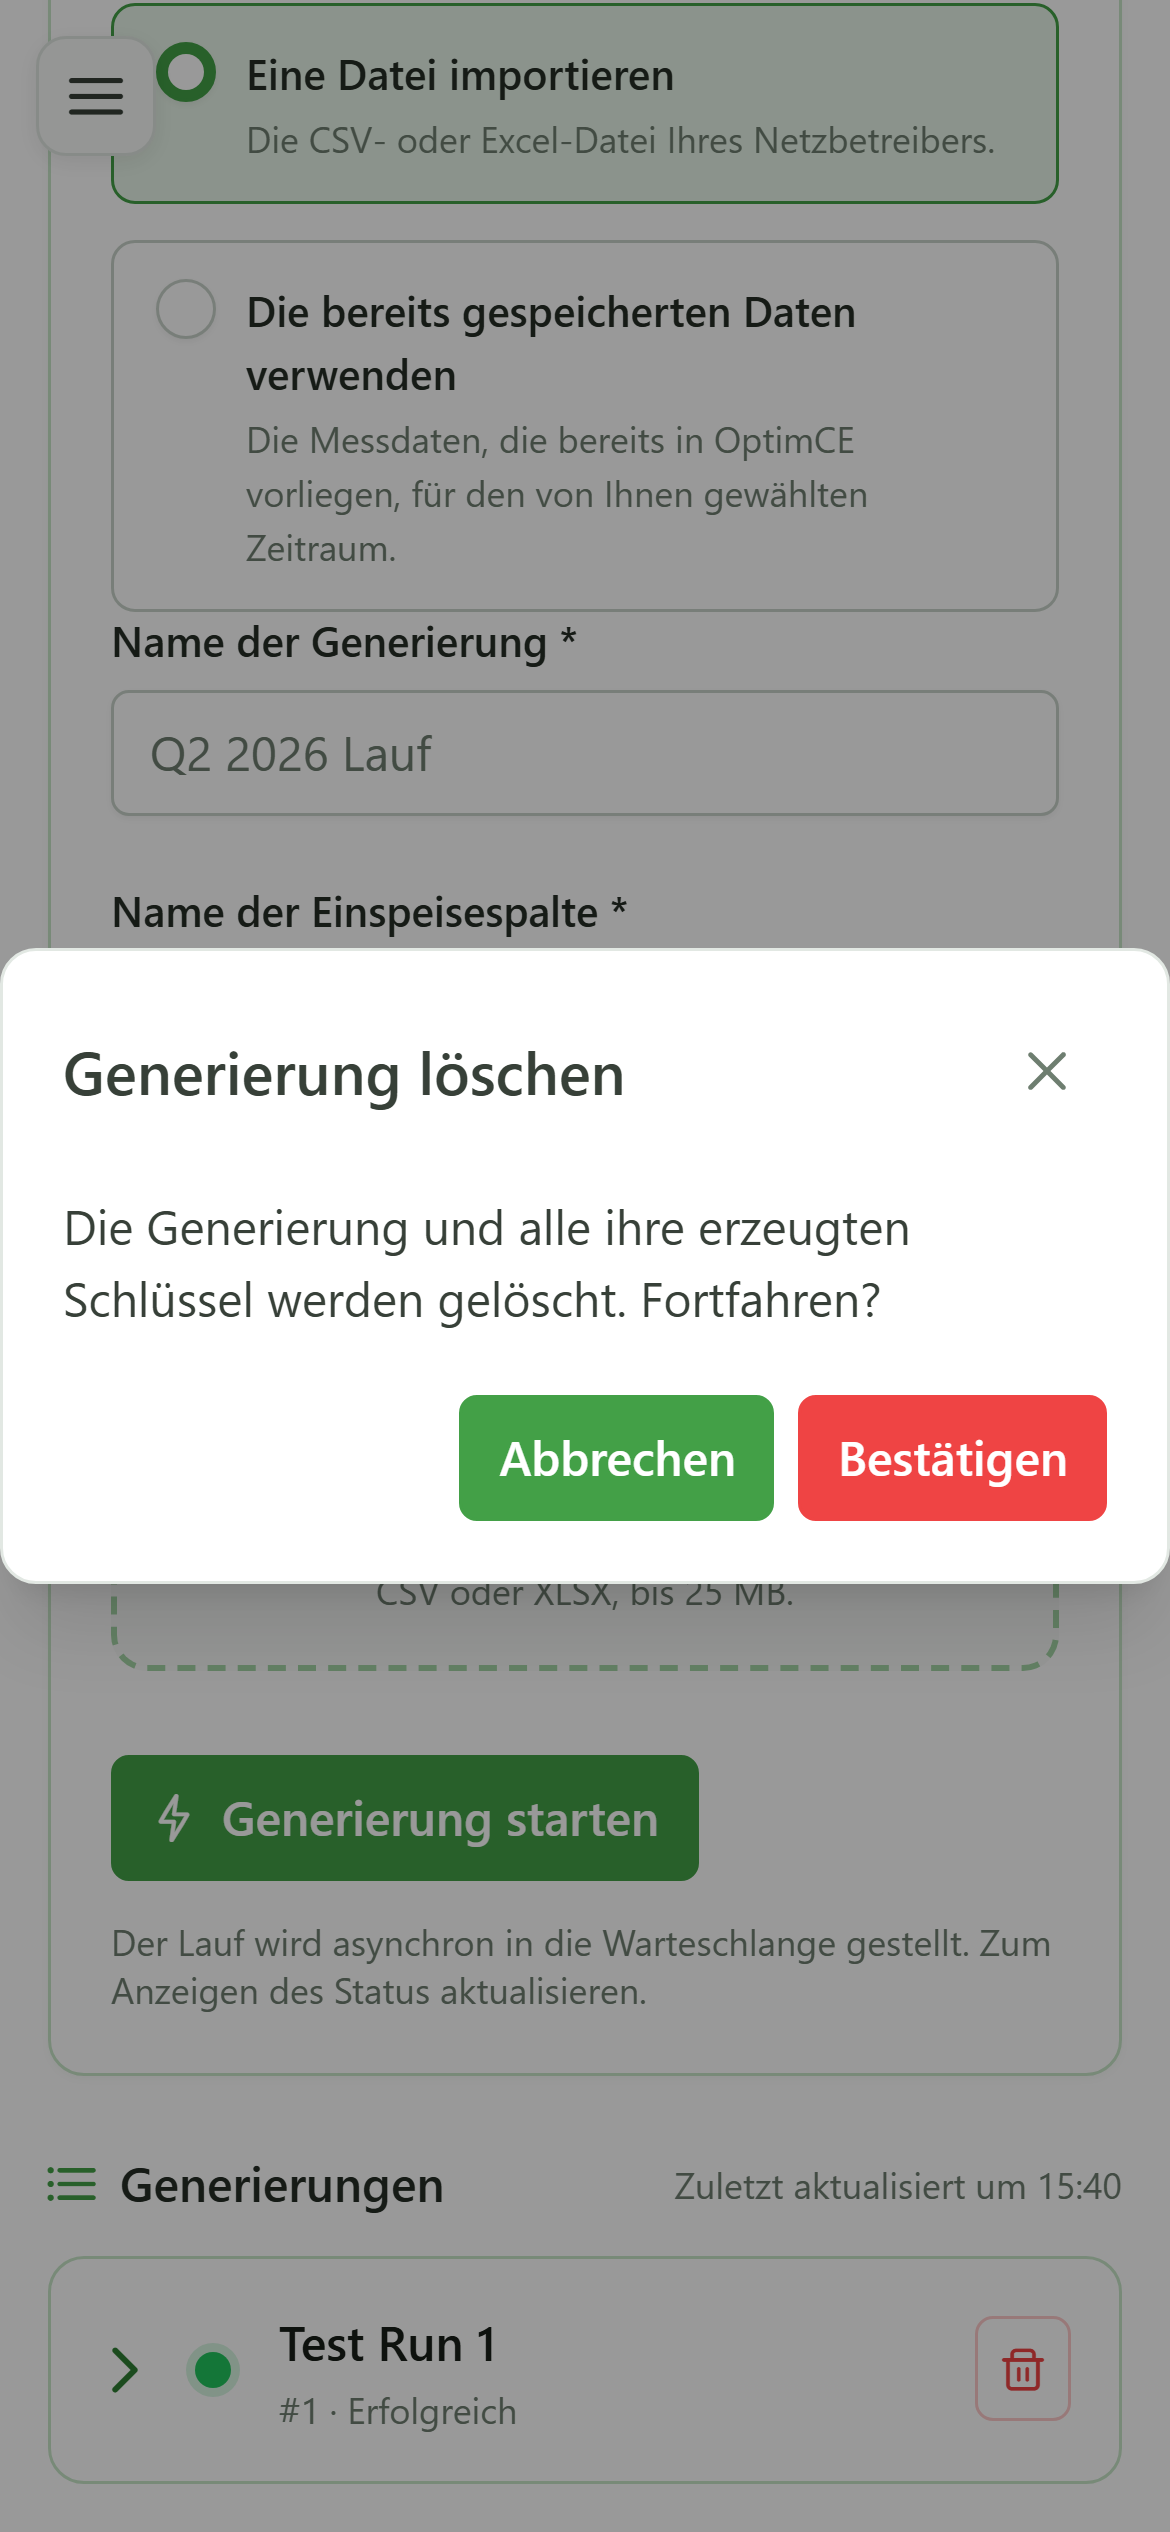 Eine Datei importieren
Die CSV- oder Excel-Datei Ihres Netzbetreibers.
Die bereits gespeicherten Daten
verwenden
Die Messdaten, die bereits in OptimCE
vorliegen, für den von Ihnen gewählten
Zeitraum.
Name der Generierung *
Q2 2026 Lauf
Name der Einspeisespalte *
Generierung löschen
Die Generierung und alle ihre erzeugten
Schlüssel werden gelöscht. Fortfahren?
Abbrechen
Bestätigen
CSV oder XLSX, bis 25 MB.
Generierung starten
Der Lauf wird asynchron in die Warteschlange gestellt. Zum
Anzeigen des Status aktualisieren.
Generierungen
Zuletzt aktualisiert um 15:40
Test Run 1
#1 · Erfolgreich